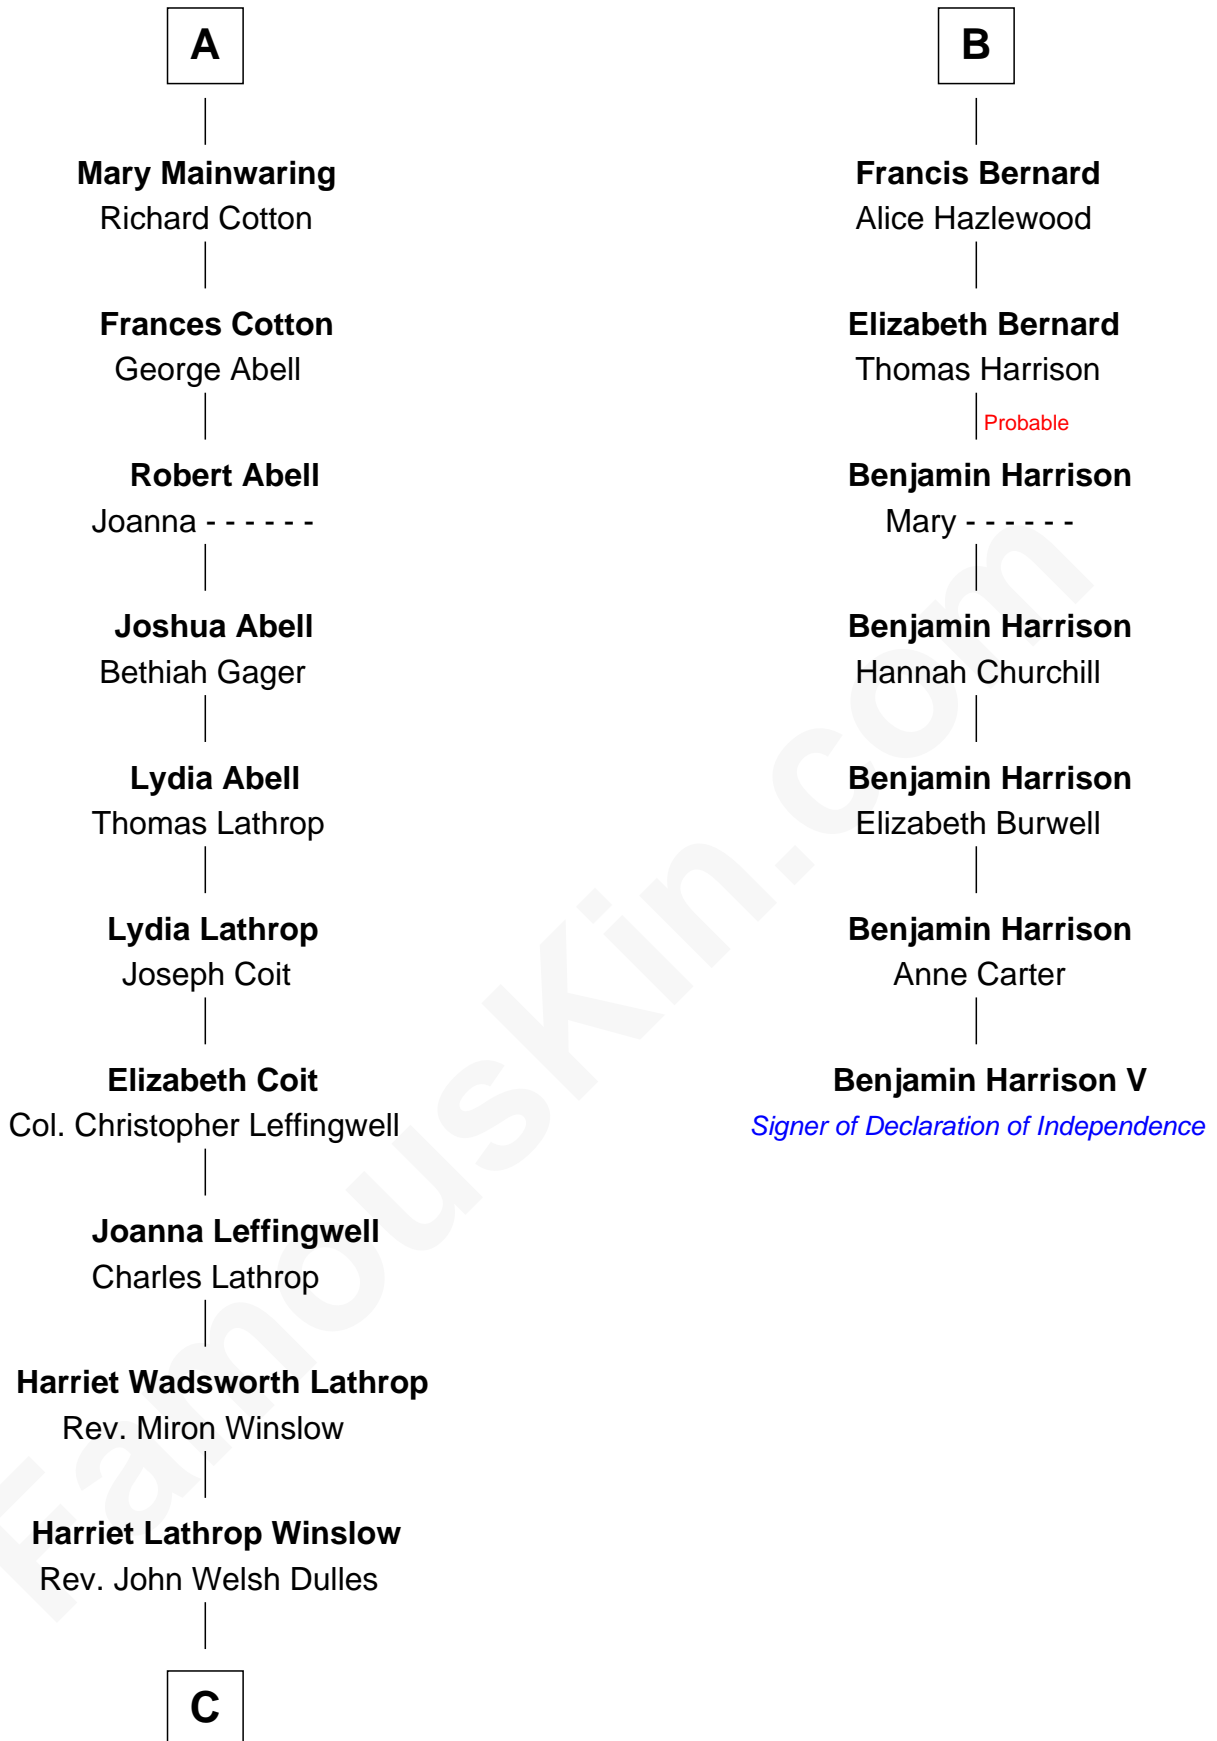 A
Mary Mainwaring
Richard Cotton
Frances Cotton
George Abell
Robert Abell
Joanna - - - - - -
Joshua Abell
Bethiah Gager
Lydia Abell
Thomas Lathrop
Lydia Lathrop
Joseph Coit
Elizabeth Coit
Col. Christopher Leffingwell
Joanna Leffingwell
Charles Lathrop
Harriet Wadsworth Lathrop
Rev. Miron Winslow
Harriet Lathrop Winslow
Rev. John Welsh Dulles
C
B
Francis Bernard
Alice Hazlewood
Elizabeth Bernard
Thomas Harrison
Probable
Benjamin Harrison
Mary - - - - - -
Benjamin Harrison
Hannah Churchill
Benjamin Harrison
Elizabeth Burwell
Benjamin Harrison
Anne Carter
Benjamin Harrison V
Signer of Declaration of Independence
FamousKin.com